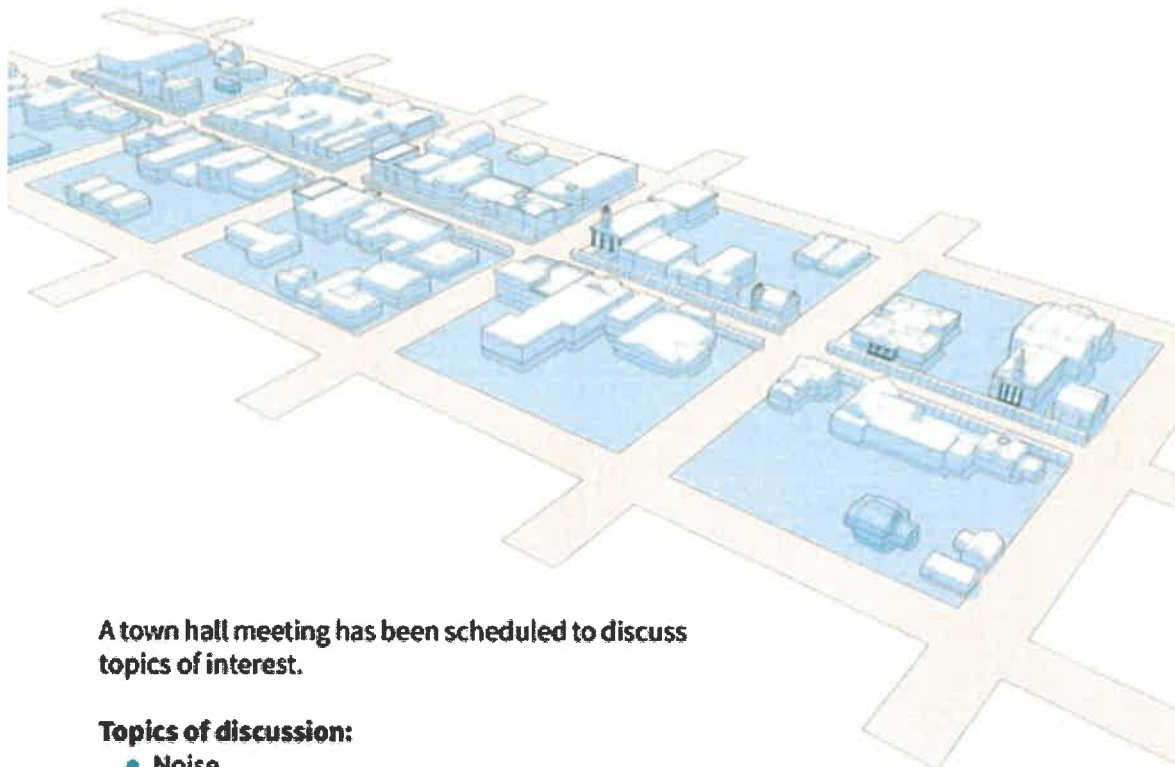 A town hall meeting has been scheduled to discuss
topics of interest.
Topics of discussion:
• Noise